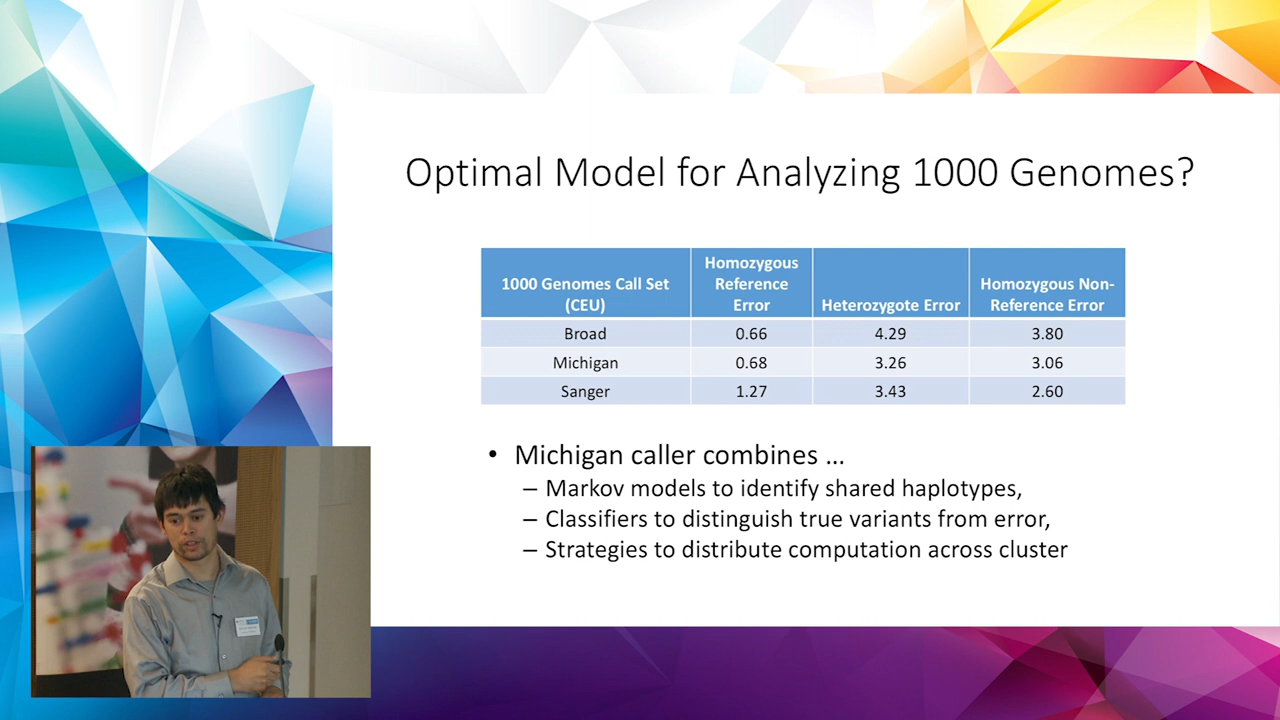 Optimal Model for Analyzing 1000 Genomes?
1000 Genomes Call Set (CEU) Homozygous Reference Error Heterozygote Error Homozygous Non-Reference Error
Broad 0.66 4.29 3.80
Michigan 0.68 3.26 3.06
Sanger 1.27 3.43 2.60
• Michigan caller combines …
– Markov models to identify shared haplotypes,
– Classifiers to distinguish true variants from error,
– Strategies to distribute computation across cluster